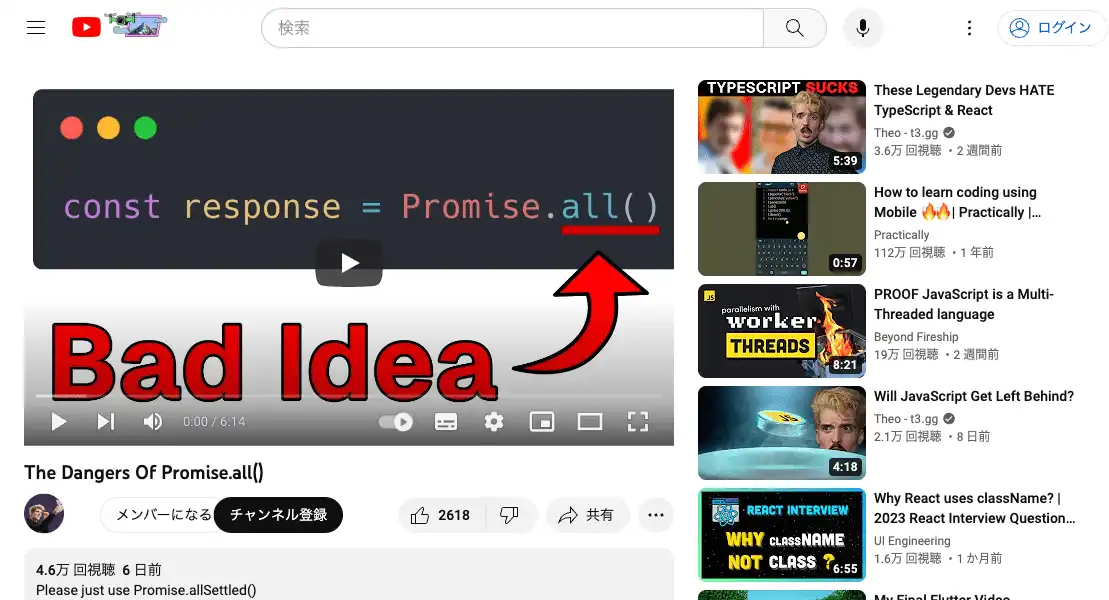 検索
ログイン
const response = Promise.all()
Bad Idea
0:00 / 6:14
The Dangers Of Promise.all()
メンバーになる
チャンネル登録
2618
共有
4.6万 回視聴 6 日前
Please just use Promise.allSettled()
TYPESCRIPT SUCKS
5:39
These Legendary Devs HATE
TypeScript & React
Theo - t3.gg
3.6万 回視聴 ・2 週間前
0:57
How to learn coding using
Mobile 🔥🔥| Practically |...
Practically
112万 回視聴 ・1 年前
JS
parallelism with
worker
THREADS
8:21
PROOF JavaScript is a Multi-
Threaded language
Beyond Fireship
19万 回視聴 ・2 週間前
JS
4:18
Will JavaScript Get Left Behind?
Theo - t3.gg
2.1万 回視聴 ・8 日前
REACT INTERVIEW
WHY CLASSNAME
NOT CLASS ?
6:55
Why React uses className? |
2023 React Interview Question...
UI Engineering
1.6万 回視聴 ・1 か月前
My Final Flutter Video